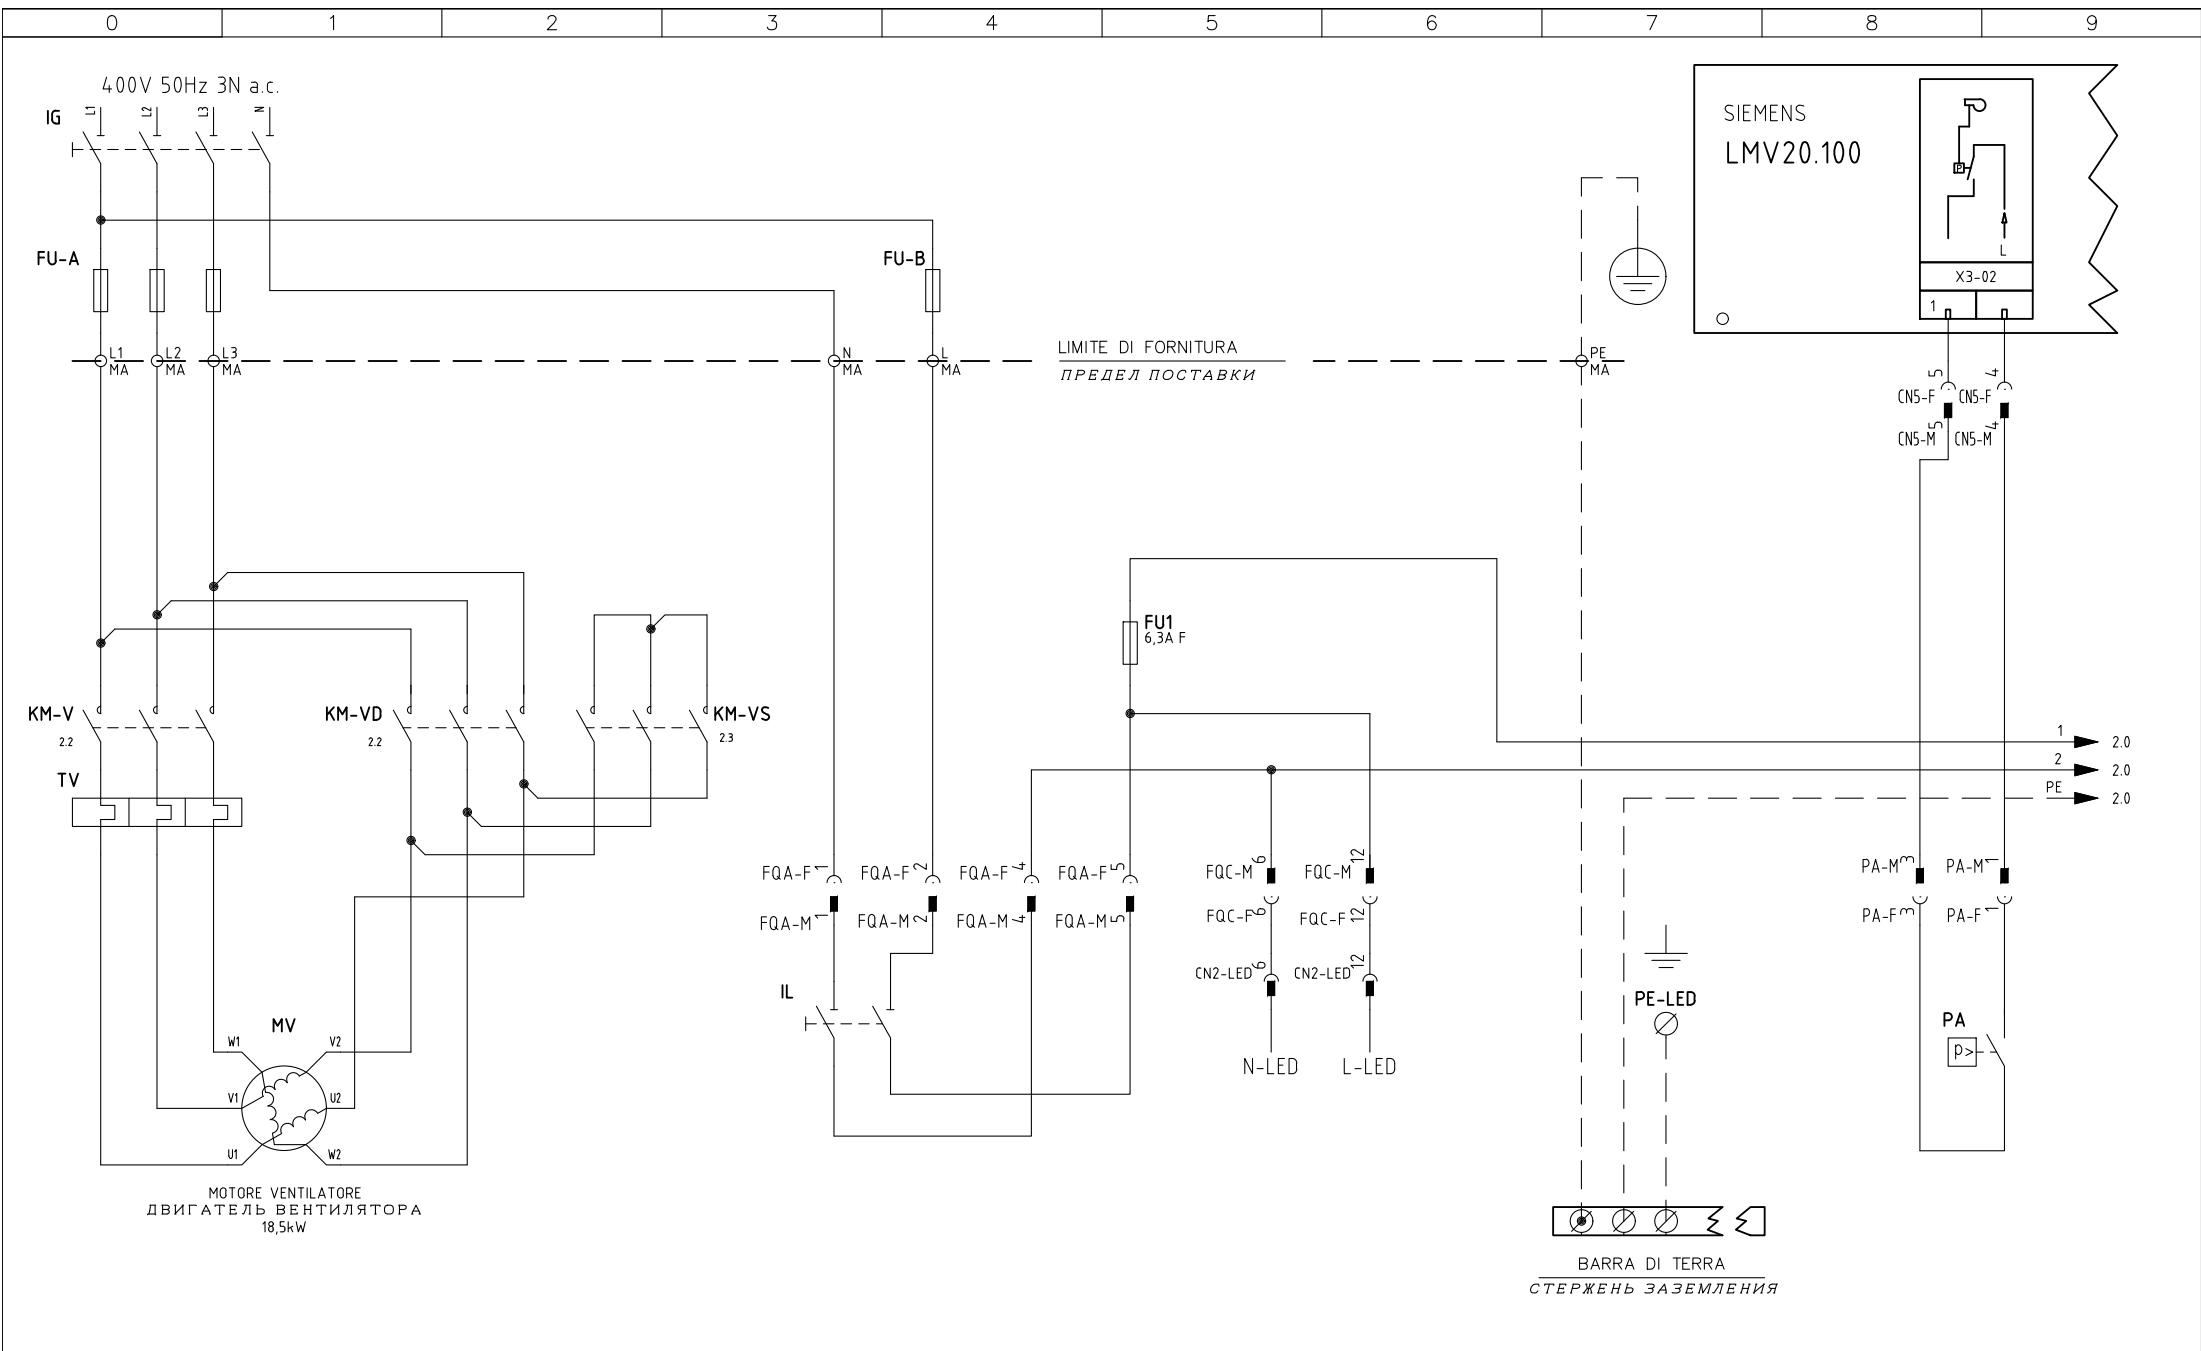 0 1 2 3 4 5 6 7 8 9
400V 50Hz 3N a.c.
IG
L1 L2 L3 N
SIEMENS
LMV20.100
P
L
X3-02
1
FU-A
FU-B
L1 L2 L3 N L PE
MA MA MA MA MA MA
LIMITE DI FORNITURA
ПРЕДЕЛ ПОСТАВКИ
5 4
CN5-F CN5-F
5 4
CN5-M CN5-M
FU1
6,3A F
KM-V
2.2
KM-VD
2.2
KM-VS
2.3
1 2.0
2 2.0
PE 2.0
TV
FQA-F 1 FQA-F 2 FQA-F 4 FQA-F 5 FQC-M 6 FQC-M 12 PA-M 3 PA-M 1
FQA-M 1 FQA-M 2 FQA-M 4 FQA-M 5 FQC-F 6 FQC-F 12 PA-F 3 PA-F 1
CN2-LED 6 CN2-LED 12
IL
PE-LED
PA
P>
N-LED L-LED
MV
W1 V2
V1 U2
U1 W2
MOTORE VENTILATORE
ДВИГАТЕЛЬ ВЕНТИЛЯТОРА
18,5kW
BARRA DI TERRA
СТЕРЖЕНЬ ЗАЗЕМЛЕНИЯ